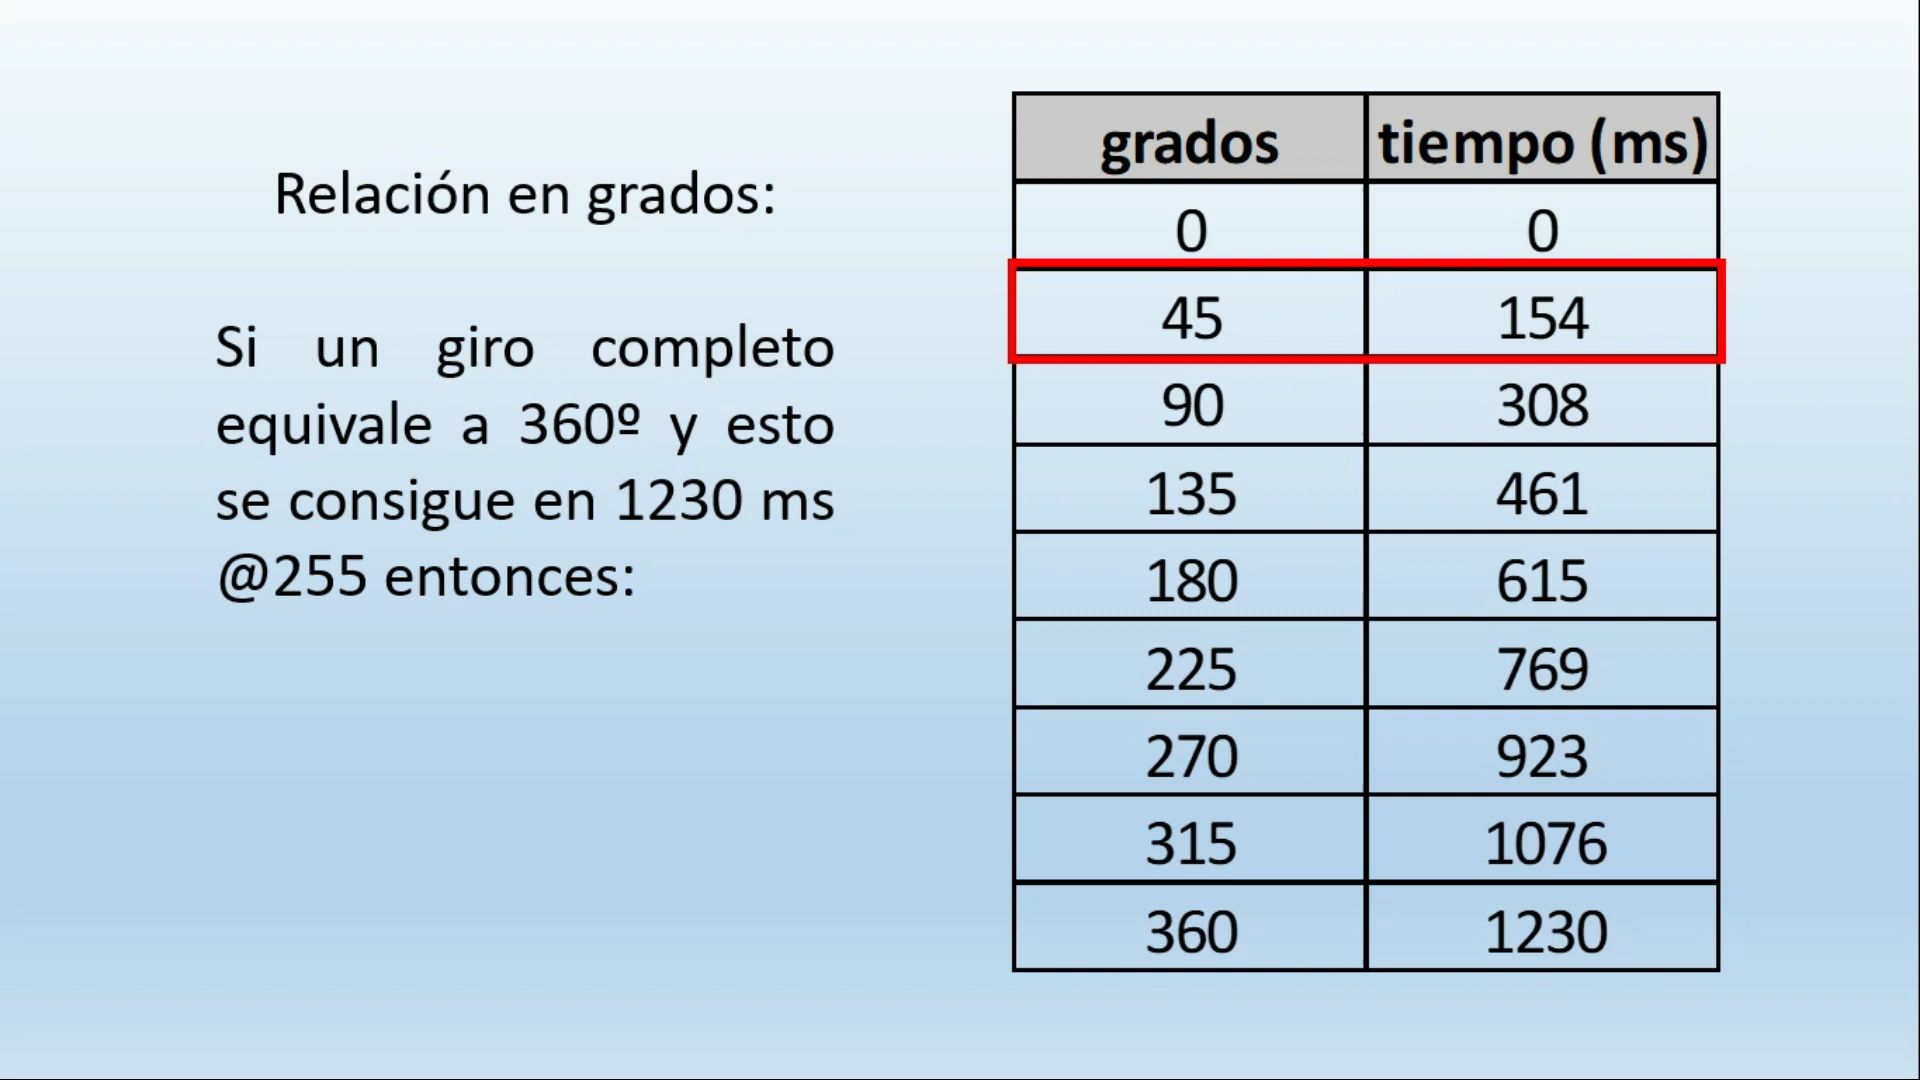 Relación en grados:
Si un giro completo
equivale a 360º y esto
se consigue en 1230 ms
@255 entonces:
grados tiempo (ms)
0 0
45 154
90 308
135 461
180 615
225 769
270 923
315 1076
360 1230